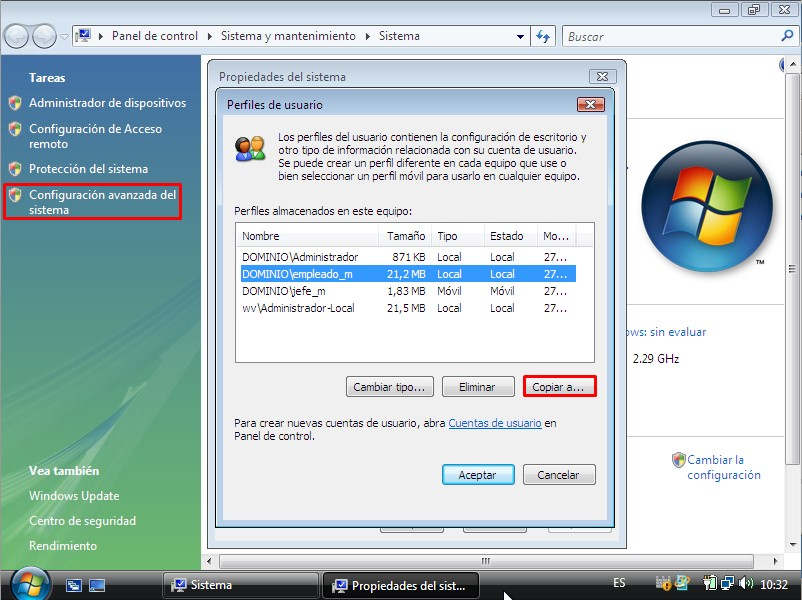 Panel de control
Sistema y mantenimiento
Sistema
Buscar
Tareas
Administrador de dispositivos
Configuración de Acceso
remoto
Protección del sistema
Configuración avanzada del
sistema
Propiedades del sistema
Perfiles de usuario
Los perfiles del usuario contienen la configuración de escritorio y
otro tipo de información relacionada con su cuenta de usuario.
Se puede crear un perfil diferente en cada equipo que use o
bien seleccionar un perfil móvil para usarlo en cualquier equipo.
Perfiles almacenados en este equipo:
Nombre Tamaño Tipo Estado Mo...
DOMINIO\Administrador 871 KB Local Local 27...
DOMINIO\empleado_m 21,2 MB Local Local 27...
DOMINIO\jefe_m 1,83 MB Móvil Móvil 27...
wv\Administrador-Local 21,5 MB Local Local 27...
Cambiar tipo... Eliminar Copiar a...
Para crear nuevas cuentas de usuario, abra Cuentas de usuario en
Panel de control.
Aceptar Cancelar
TM
ws: sin evaluar
2.29 GHz
Cambiar la
configuración
Vea también
Windows Update
Centro de seguridad
Rendimiento
Sistema
Propiedades del sist...
ES
10:32